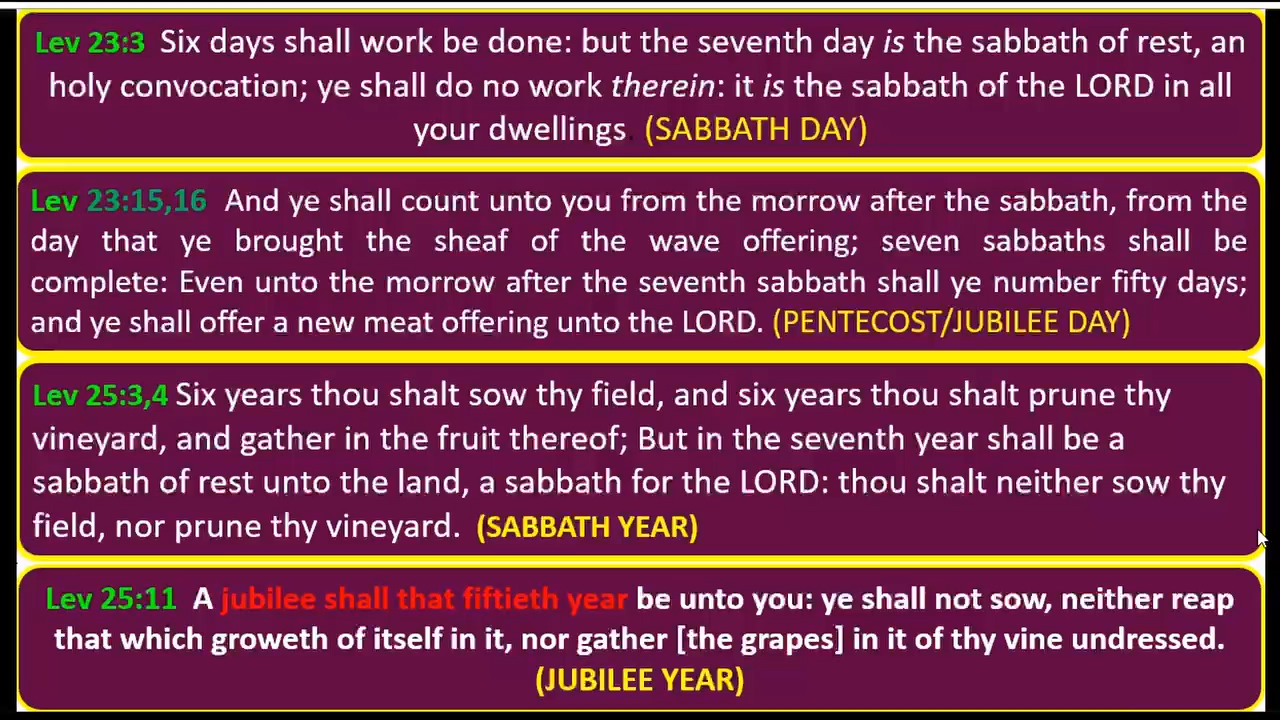 Lev 23:3 Six days shall work be done: but the seventh day is the sabbath of rest, an
holy convocation; ye shall do no work therein: it is the sabbath of the LORD in all
your dwellings. (SABBATH DAY)
Lev 23:15,16 And ye shall count unto you from the morrow after the sabbath, from the
day that ye brought the sheaf of the wave offering; seven sabbaths shall be
complete: Even unto the morrow after the seventh sabbath shall ye number fifty days;
and ye shall offer a new meat offering unto the LORD. (PENTECOST/JUBILEE DAY)
Lev 25:3,4 Six years thou shalt sow thy field, and six years thou shalt prune thy
vineyard, and gather in the fruit thereof; But in the seventh year shall be a
sabbath of rest unto the land, a sabbath for the LORD: thou shalt neither sow thy
field, nor prune thy vineyard. (SABBATH YEAR)
Lev 25:11 A jubilee shall that fiftieth year be unto you: ye shall not sow, neither reap
that which groweth of itself in it, nor gather [the grapes] in it of thy vine undressed.
(JUBILEE YEAR)